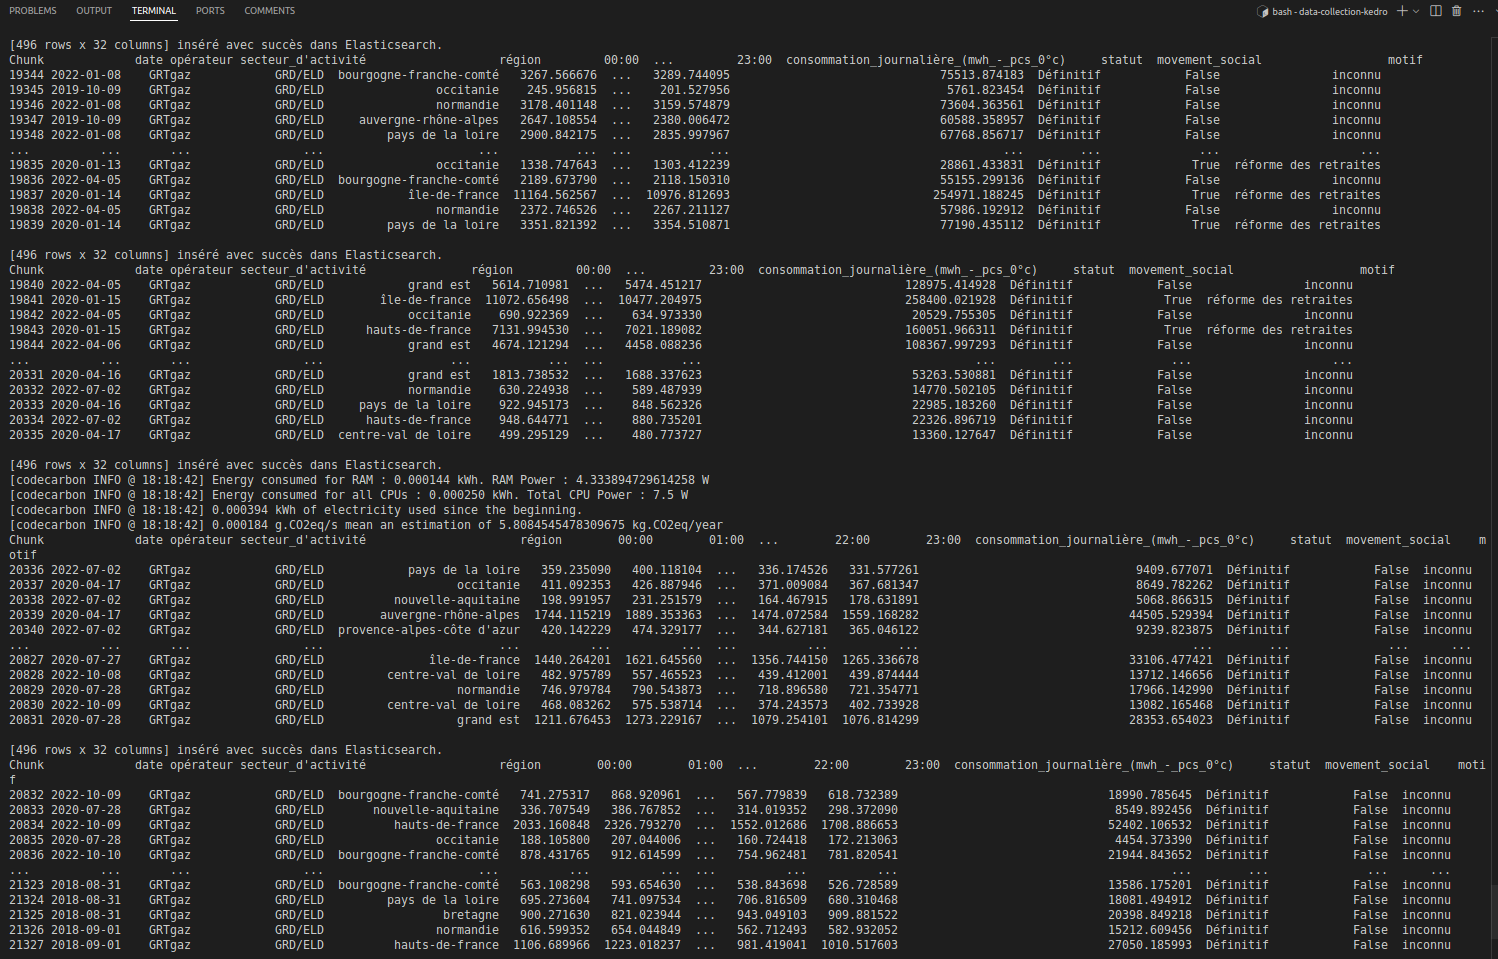 PROBLEMS OUTPUT TERMINAL PORTS COMMENTS bash - data-collection-kedro
[496 rows x 32 columns] inséré avec succès dans Elasticsearch.
Chunk date opérateur secteur_d'activité région 00:00 ... 23:00 consommation_journalière_(mwh_-_pcs_0°c) statut movement_social motif
19344 2022-01-08 GRTgaz GRD/ELD bourgogne-franche-comté 3267.566676 ... 3289.744095 75513.874183 Définitif False inconnu
19345 2019-10-09 GRTgaz GRD/ELD occitanie 245.956815 ... 201.527956 5761.823454 Définitif False inconnu
19346 2022-01-08 GRTgaz GRD/ELD normandie 3178.401148 ... 3159.574879 73604.363561 Définitif False inconnu
19347 2019-10-09 GRTgaz GRD/ELD auvergne-rhône-alpes 2647.108554 ... 2380.006472 60588.358957 Définitif False inconnu
19348 2022-01-08 GRTgaz GRD/ELD pays de la loire 2900.842175 ... 2835.997967 67768.856717 Définitif False inconnu
... ... ... ... ... ... ... ... ... ... ... ...
19835 2020-01-13 GRTgaz GRD/ELD occitanie 1338.747643 ... 1303.412239 28861.433831 Définitif True réforme des retraites
19836 2022-04-05 GRTgaz GRD/ELD bourgogne-franche-comté 2189.673790 ... 2118.150310 55155.299136 Définitif False inconnu
19837 2020-01-14 GRTgaz GRD/ELD île-de-france 11164.562567 ... 10976.812693 254971.188245 Définitif True réforme des retraites
19838 2022-04-05 GRTgaz GRD/ELD normandie 2372.746526 ... 2267.211127 57986.192912 Définitif False inconnu
19839 2020-01-14 GRTgaz GRD/ELD pays de la loire 3351.821392 ... 3354.510871 77190.435112 Définitif True réforme des retraites
[496 rows x 32 columns] inséré avec succès dans Elasticsearch.
Chunk date opérateur secteur_d'activité région 00:00 ... 23:00 consommation_journalière_(mwh_-_pcs_0°c) statut movement_social motif
19840 2022-04-05 GRTgaz GRD/ELD grand est 5614.710981 ... 5474.451217 128975.414928 Définitif False inconnu
19841 2020-01-15 GRTgaz GRD/ELD île-de-france 11072.656498 ... 10477.204975 258400.021928 Définitif True réforme des retraites
19842 2022-04-05 GRTgaz GRD/ELD occitanie 690.922369 ... 634.973330 20529.755305 Définitif False inconnu
19843 2020-01-15 GRTgaz GRD/ELD hauts-de-france 7131.994530 ... 7021.189082 160051.966311 Définitif True réforme des retraites
19844 2022-04-06 GRTgaz GRD/ELD grand est 4674.121294 ... 4458.088236 108367.997293 Définitif False inconnu
... ... ... ... ... ... ... ... ... ... ... ...
20331 2020-04-16 GRTgaz GRD/ELD grand est 1813.738532 ... 1688.337623 53263.530881 Définitif False inconnu
20332 2022-07-02 GRTgaz GRD/ELD normandie 630.224938 ... 589.487939 14770.502105 Définitif False inconnu
20333 2020-04-16 GRTgaz GRD/ELD pays de la loire 922.945173 ... 848.562326 22985.183260 Définitif False inconnu
20334 2022-07-02 GRTgaz GRD/ELD hauts-de-france 948.644771 ... 880.735201 22326.896719 Définitif False inconnu
20335 2020-04-17 GRTgaz GRD/ELD centre-val de loire 499.295129 ... 480.773727 13360.127647 Définitif False inconnu
[496 rows x 32 columns] inséré avec succès dans Elasticsearch.
[codecarbon INFO @ 18:18:42] Energy consumed for RAM : 0.000144 kWh. RAM Power : 4.333894729614258 W
[codecarbon INFO @ 18:18:42] Energy consumed for all CPUs : 0.000250 kWh. Total CPU Power : 7.5 W
[codecarbon INFO @ 18:18:42] 0.000394 kWh of electricity used since the beginning.
[codecarbon INFO @ 18:18:42] 0.000184 g.CO2eq/s mean an estimation of 5.8084545478309675 kg.CO2eq/year
Chunk date opérateur secteur_d'activité région 00:00 01:00 ... 22:00 23:00 consommation_journalière_(mwh_-_pcs_0°c) statut movement_social m
otif
20336 2022-07-02 GRTgaz GRD/ELD pays de la loire 359.235090 400.118104 ... 336.174526 331.577261 9409.677071 Définitif False inconnu
20337 2020-04-17 GRTgaz GRD/ELD occitanie 411.092353 426.887946 ... 371.009084 367.681347 8649.782262 Définitif False inconnu
20338 2022-07-02 GRTgaz GRD/ELD nouvelle-aquitaine 198.991957 231.251579 ... 164.467915 178.631891 5068.866315 Définitif False inconnu
20339 2020-04-17 GRTgaz GRD/ELD auvergne-rhône-alpes 1744.115219 1889.353363 ... 1474.072584 1559.168282 44505.529394 Définitif False inconnu
20340 2022-07-02 GRTgaz GRD/ELD provence-alpes-côte d'azur 420.142229 474.329177 ... 344.627181 365.046122 9239.823875 Définitif False inconnu
... ... ... ... ... ... ... ... ... ... ... ... ... ...
20827 2020-07-27 GRTgaz GRD/ELD île-de-france 1440.264201 1621.645560 ... 1356.744150 1265.336678 33106.477421 Définitif False inconnu
20828 2022-10-08 GRTgaz GRD/ELD centre-val de loire 482.975789 557.465523 ... 439.412001 439.874444 13712.146656 Définitif False inconnu
20829 2020-07-28 GRTgaz GRD/ELD normandie 746.979784 790.543873 ... 718.896580 721.354771 17966.142990 Définitif False inconnu
20830 2022-10-09 GRTgaz GRD/ELD centre-val de loire 468.083262 575.538714 ... 374.243573 402.733928 13082.165468 Définitif False inconnu
20831 2020-07-28 GRTgaz GRD/ELD grand est 1211.676453 1273.229167 ... 1079.254101 1076.814299 28353.654023 Définitif False inconnu
[496 rows x 32 columns] inséré avec succès dans Elasticsearch.
Chunk date opérateur secteur_d'activité région 00:00 01:00 ... 22:00 23:00 consommation_journalière_(mwh_-_pcs_0°c) statut movement_social moti
f
20832 2022-10-09 GRTgaz GRD/ELD bourgogne-franche-comté 741.275317 868.920961 ... 567.779839 618.732389 18990.785645 Définitif False inconnu
20833 2020-07-28 GRTgaz GRD/ELD nouvelle-aquitaine 336.707549 386.767852 ... 314.019352 298.372090 8549.892456 Définitif False inconnu
20834 2022-10-09 GRTgaz GRD/ELD hauts-de-france 2033.160848 2326.793270 ... 1552.012686 1708.886653 52402.106532 Définitif False inconnu
20835 2020-07-28 GRTgaz GRD/ELD occitanie 188.105800 207.044006 ... 160.724418 172.213063 4454.373390 Définitif False inconnu
20836 2022-10-10 GRTgaz GRD/ELD bourgogne-franche-comté 878.431765 912.614599 ... 754.962481 781.820541 21944.843652 Définitif False inconnu
... ... ... ... ... ... ... ... ... ... ... ... ... ...
21323 2018-08-31 GRTgaz GRD/ELD bourgogne-franche-comté 563.108298 593.654630 ... 538.843698 526.728589 13586.175201 Définitif False inconnu
21324 2018-08-31 GRTgaz GRD/ELD pays de la loire 695.273604 741.097534 ... 706.816509 680.310468 18081.494912 Définitif False inconnu
21325 2018-08-31 GRTgaz GRD/ELD bretagne 900.271630 821.023944 ... 943.049103 909.881522 20398.849218 Définitif False inconnu
21326 2018-09-01 GRTgaz GRD/ELD normandie 616.599352 654.044849 ... 562.712493 582.932052 15212.609456 Définitif False inconnu
21327 2018-09-01 GRTgaz GRD/ELD hauts-de-france 1106.689966 1223.018237 ... 981.419041 1010.517603 27050.185993 Définitif False inconnu